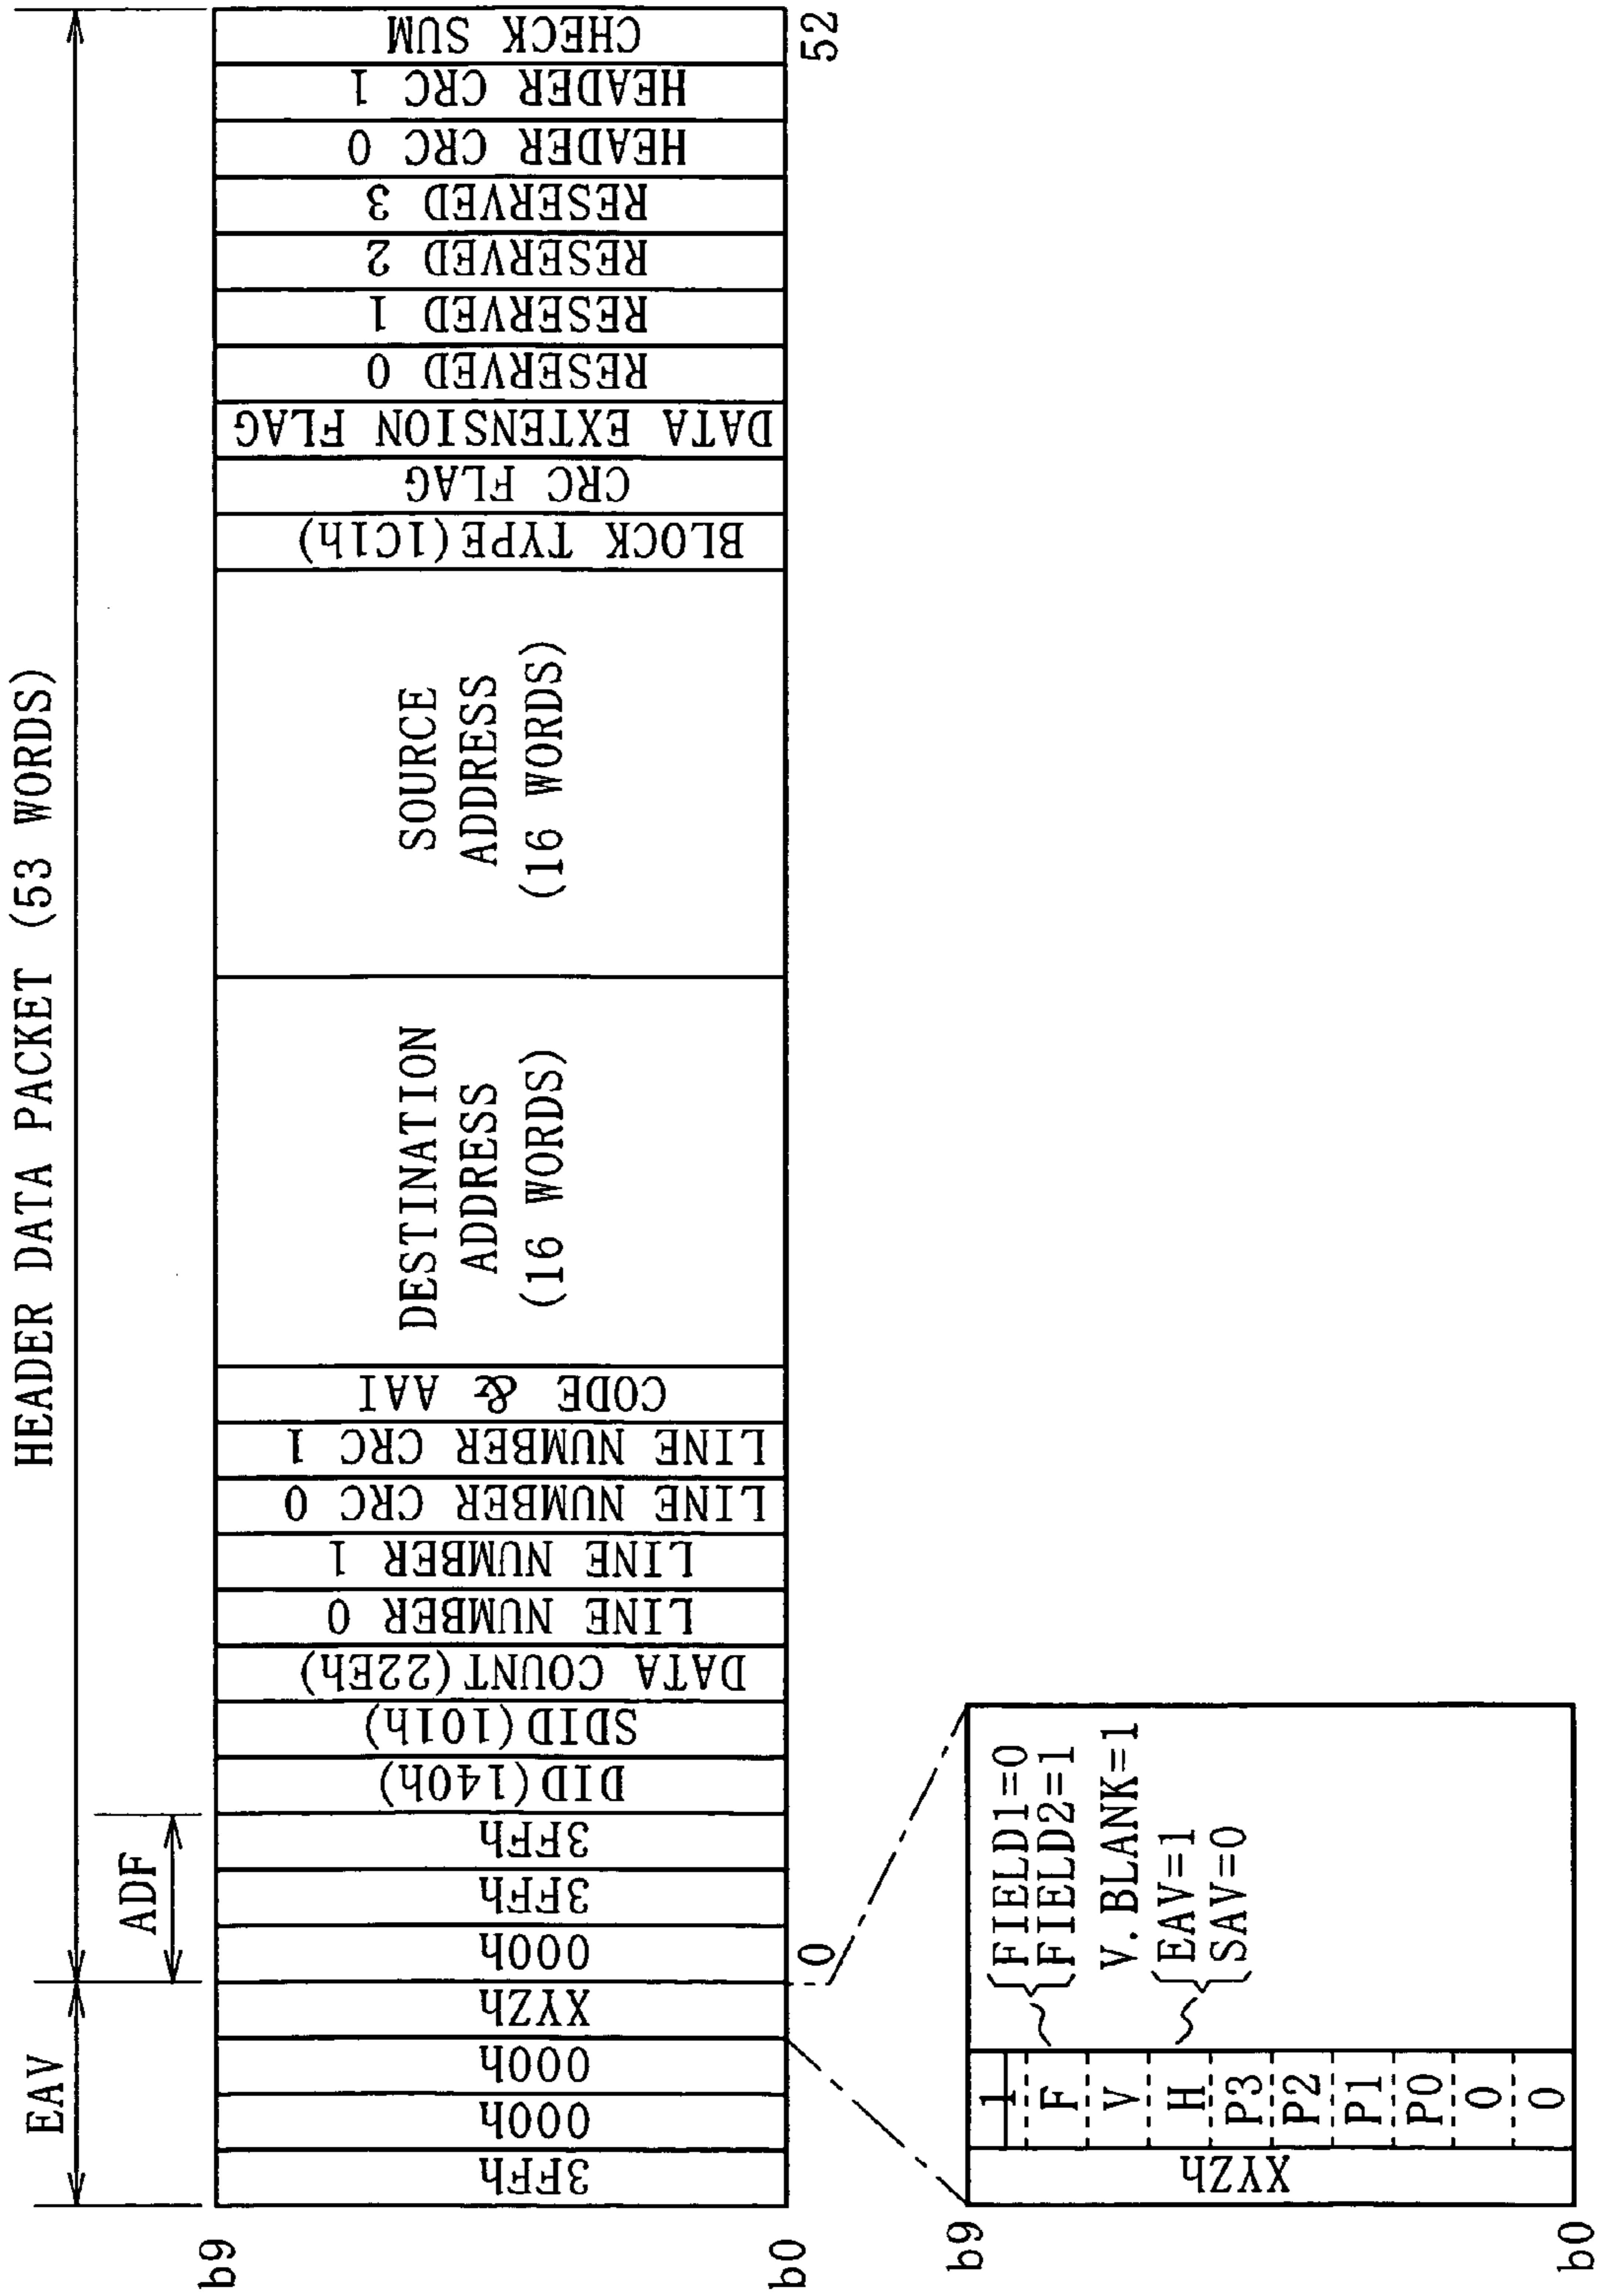 HEADER DATA PACKET (53 WORDS)
EAV
ADF
b9
b0
3FFh
000h
000h
XYZh
000h
3FFh
3FFh
DID(140h)
SDID(101h)
DATA COUNT(22Eh)
LINE NUMBER 0
LINE NUMBER 1
LINE NUMBER CRC 0
LINE NUMBER CRC 1
CODE & AAI
DESTINATION
ADDRESS
(16 WORDS)
SOURCE
ADDRESS
(16 WORDS)
BLOCK TYPE(1C1h)
CRC FLAG
DATA EXTENSION FLAG
RESERVED 0
RESERVED 1
RESERVED 2
RESERVED 3
HEADER CRC 0
HEADER CRC 1
CHECK SUM
0
52
b9
b0
XYZh
1
F
V
H
P3
P2
P1
P0
0
0
FIELD1=0
FIELD2=1
V.BLANK=1
EAV=1
SAV=0